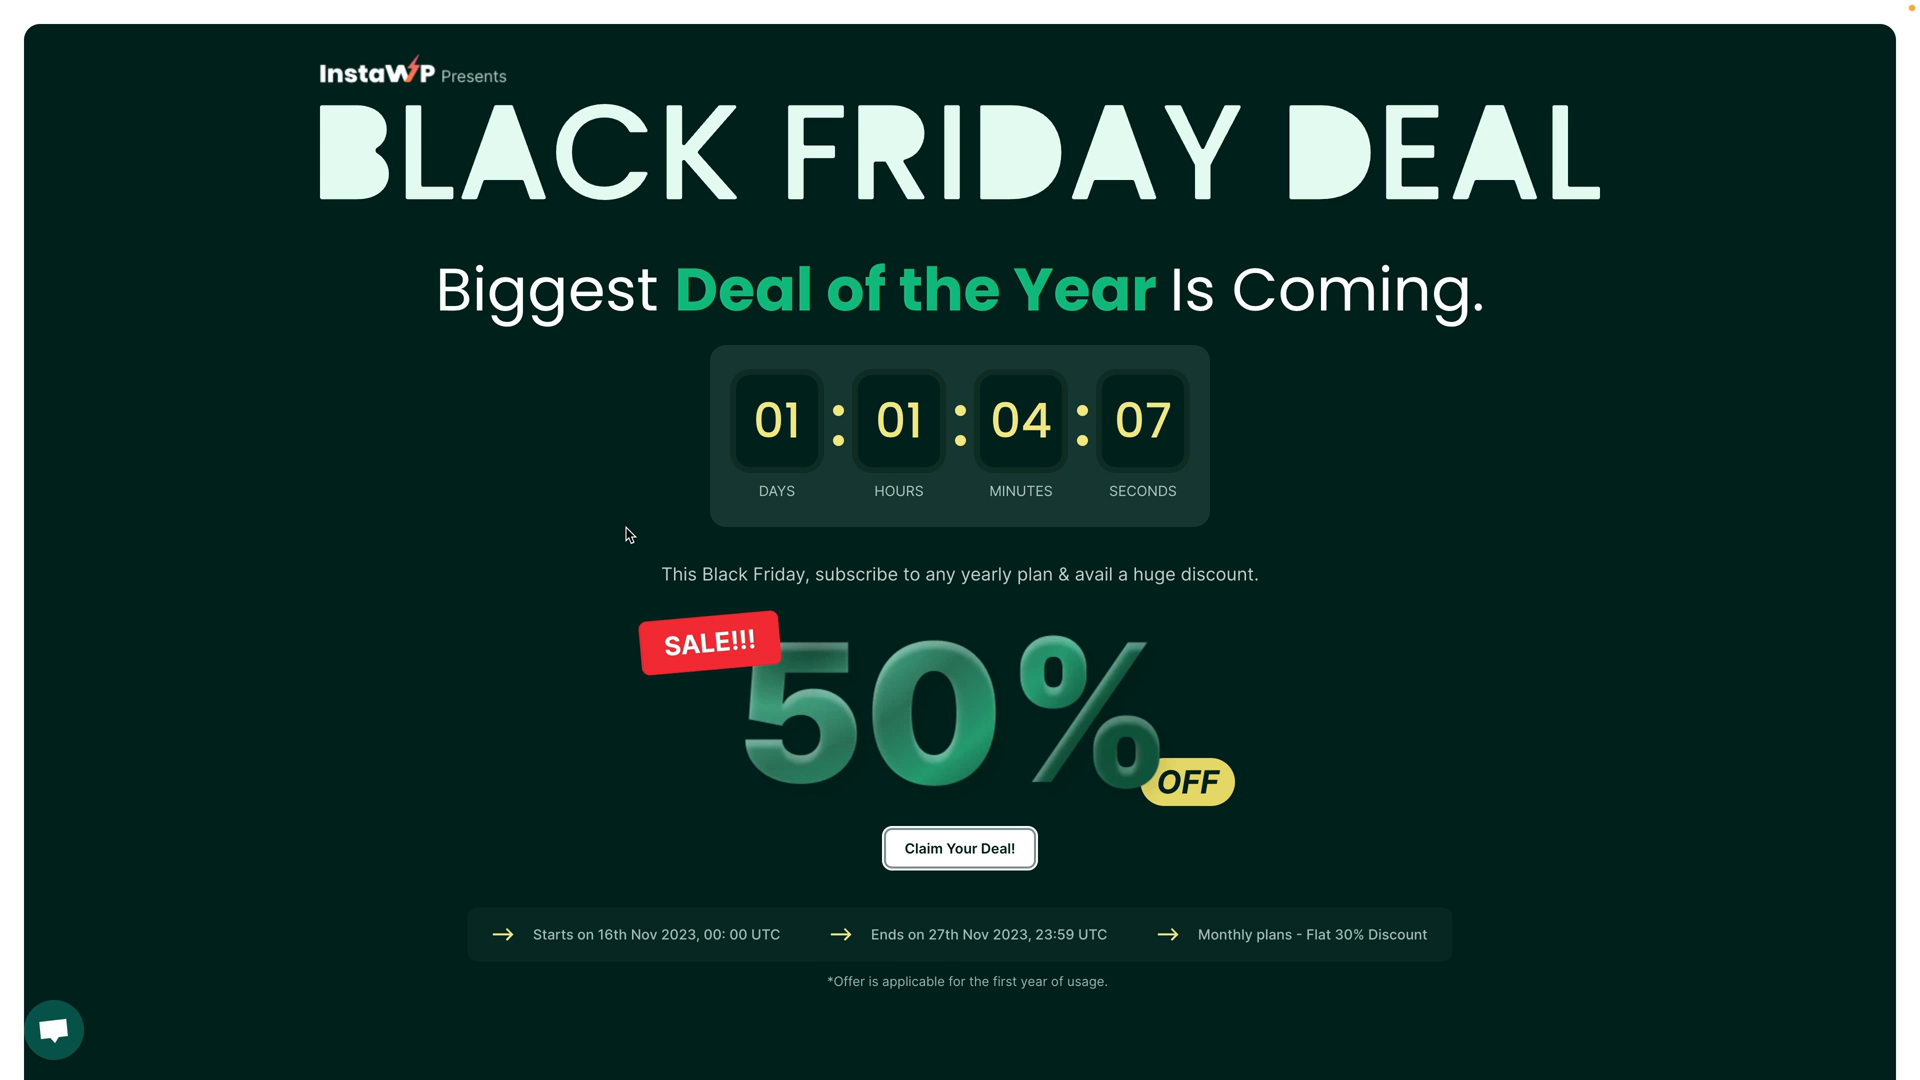 InstaWP Presents
BLACK FRIDAY DEAL
Biggest Deal of the Year Is Coming.
01 : 01 : 04 : 07
DAYS HOURS MINUTES SECONDS
This Black Friday, subscribe to any yearly plan & avail a huge discount.
SALE!!!
50%
OFF
Claim Your Deal!
Starts on 16th Nov 2023, 00: 00 UTC
Ends on 27th Nov 2023, 23:59 UTC
Monthly plans - Flat 30% Discount
*Offer is applicable for the first year of usage.